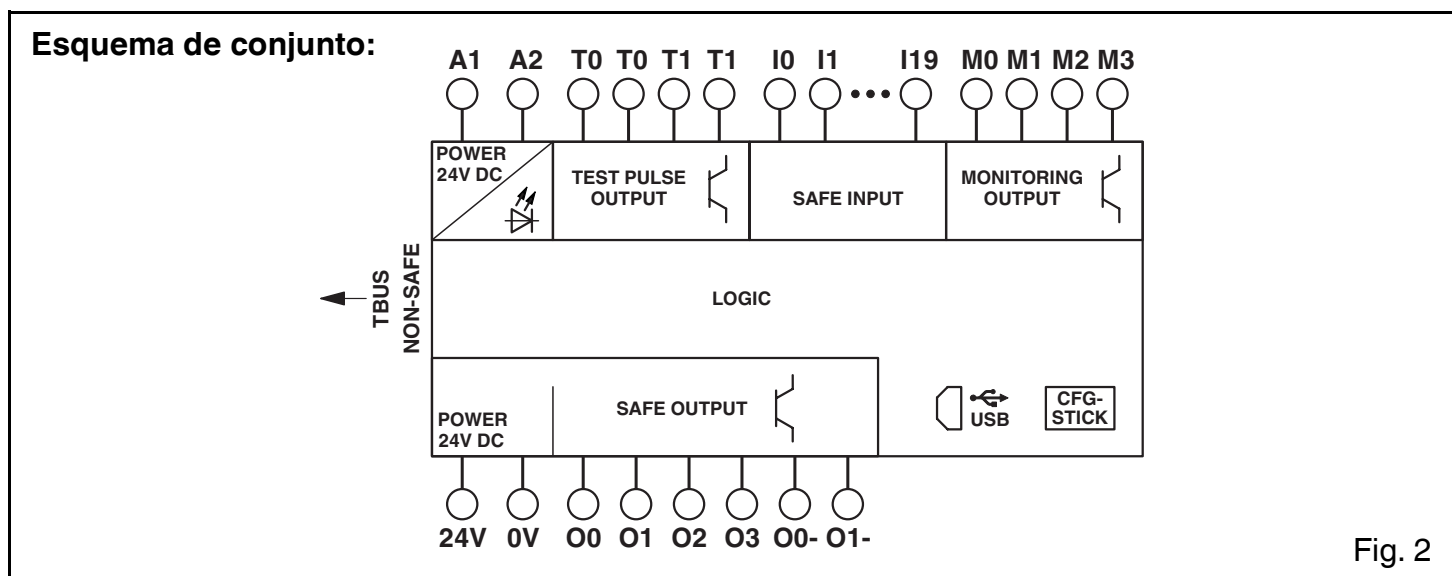 Esquema de conjunto:
A1 A2 T0 T0 T1 T1 I0 I1 I19 M0 M1 M2 M3
POWER
24V DC
TEST PULSE
OUTPUT
SAFE INPUT
MONITORING
OUTPUT
TBUS
NON-SAFE
LOGIC
POWER
24V DC
SAFE OUTPUT
USB
CFG-
STICK
24V 0V O0 O1 O2 O3 O0- O1-
Fig. 2